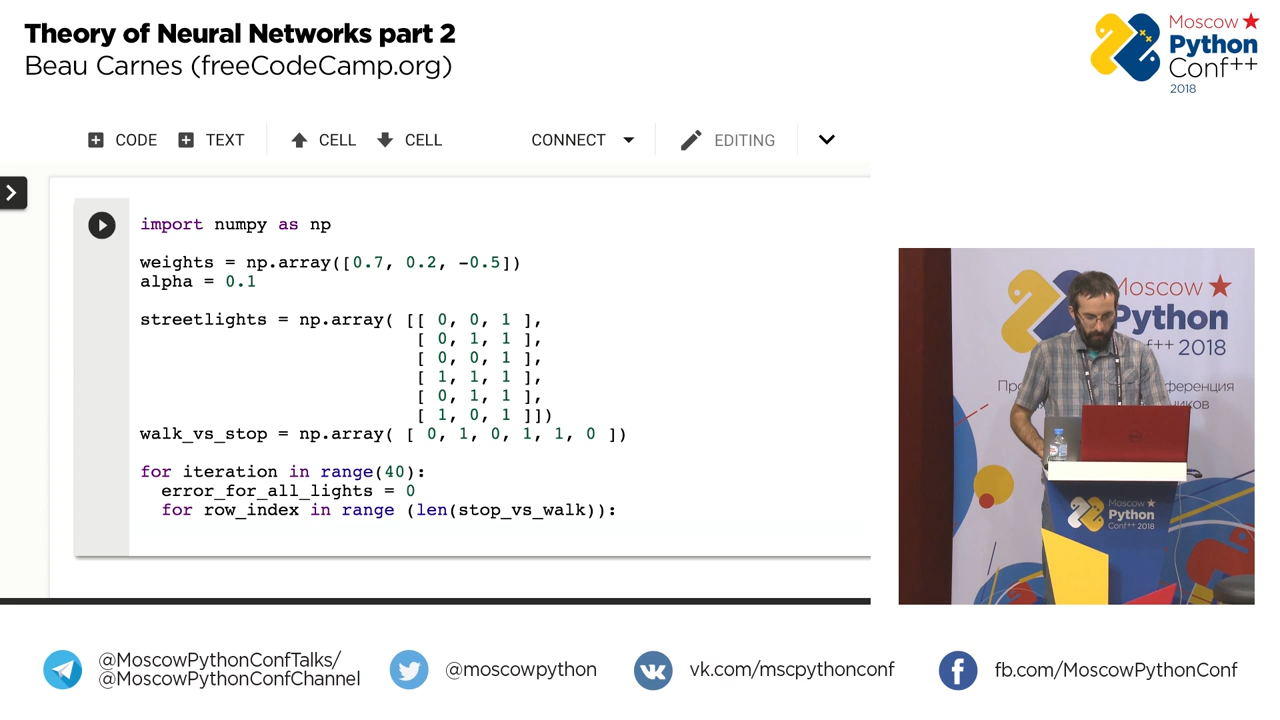 Theory of Neural Networks part 2
Beau Carnes (freeCodeCamp.org)
Moscow
Python
Conf++
2018
CODE TEXT CELL CELL CONNECT EDITING
import numpy as np
weights = np.array([0.7, 0.2, -0.5])
alpha = 0.1
streetlights = np.array( [[ 0, 0, 1 ],
[ 0, 1, 1 ],
[ 0, 0, 1 ],
[ 1, 1, 1 ],
[ 0, 1, 1 ],
[ 1, 0, 1 ]])
walk_vs_stop = np.array( [ 0, 1, 0, 1, 1, 0 ])
for iteration in range(40):
error_for_all_lights = 0
for row_index in range (len(stop_vs_walk)):
Moscow
Python
2018
Moscow
Python
Conf++ 2018
@MoscowPythonConfTalks/
@MoscowPythonConfChannel
@moscowpython
vk.com/mscpythonconf
fb.com/MoscowPythonConf